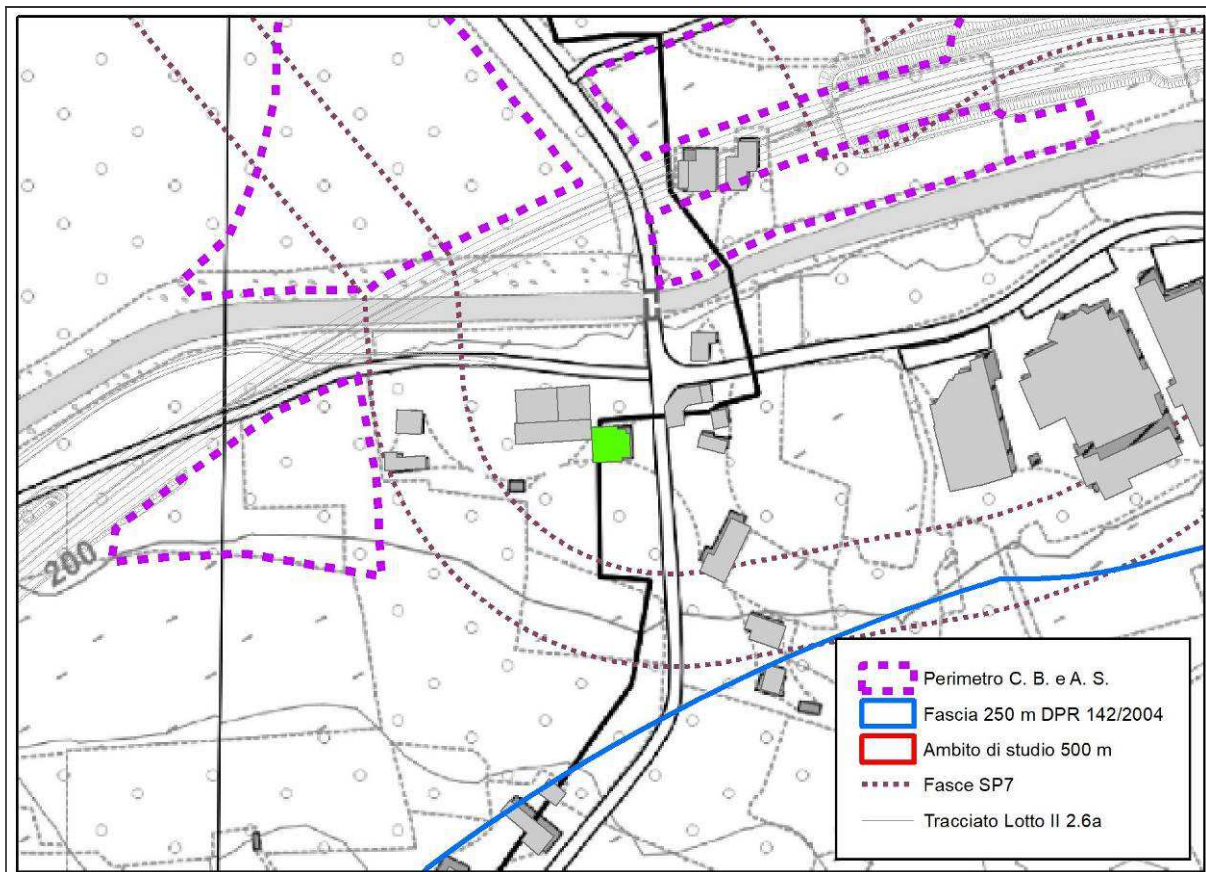 200
Perimetro C. B. e A. S.
Fascia 250 m DPR 142/2004
Ambito di studio 500 m
Fasce SP7
Tracciato Lotto II 2.6a